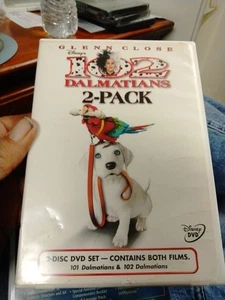 GLENN CLOSE
Disney's
102
DALMATIANS
2-PACK
Disney
DVD
2-DISC DVD SET — CONTAINS BOTH FILMS.
101 Dalmatians & 102 Dalmatians